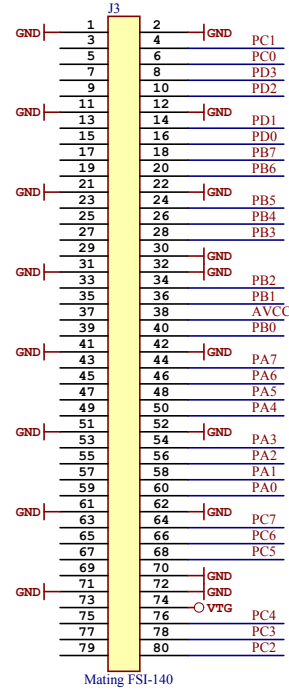 J3
GND 1 2 GND
3 4 PC1
5 6 PC0
7 8 PD3
9 10 PD2
GND 11 12 GND
13 14 PD1
15 16 PD0
17 18 PB7
19 20 PB6
GND 21 22 GND
23 24 PB5
25 26 PB4
27 28 PB3
29 30 GND
GND 31 32 GND
33 34 PB2
35 36 PB1
37 38 AVCC
39 40 PB0
GND 41 42 GND
43 44 PA7
45 46 PA6
47 48 PA5
49 50 PA4
GND 51 52 GND
53 54 PA3
55 56 PA2
57 58 PA1
59 60 PA0
GND 61 62 GND
63 64 PC7
65 66 PC6
67 68 PC5
69 70 GND
GND 71 72 GND
73 74 VTG
75 76 PC4
77 78 PC3
79 80 PC2
Mating FSI-140